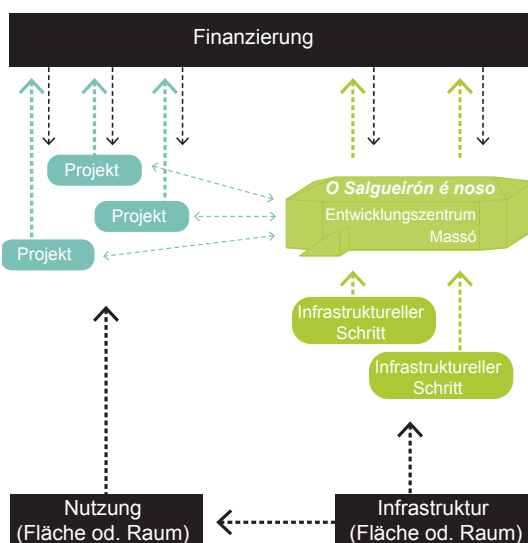 Finanzierung
Projekt
Projekt
Projekt
O Salgueirón é noso
Entwicklungszentrum
Massó
Infrastruktureller
Schritt
Infrastruktureller
Schritt
Nutzung
(Fläche od. Raum)
Infrastruktur
(Fläche od. Raum)